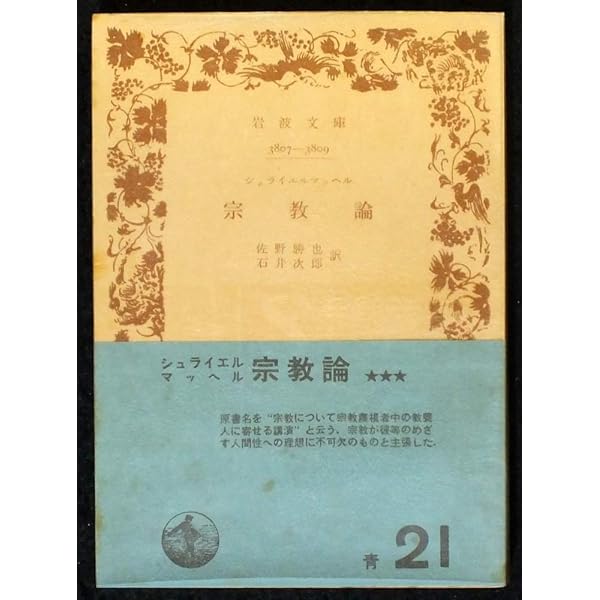 岩波文庫
3807—3809
シュライエルマッヘル
宗教論
佐野勝也
石井次郎
訳
シュライエル
マッヘル
宗教論 ★★★
原書名を“宗教について宗教蔑視者中の教養
人に寄せる講演”と云う．宗教が彼等のめざ
す人間性への理想に不可欠のものと主張した．
青 21